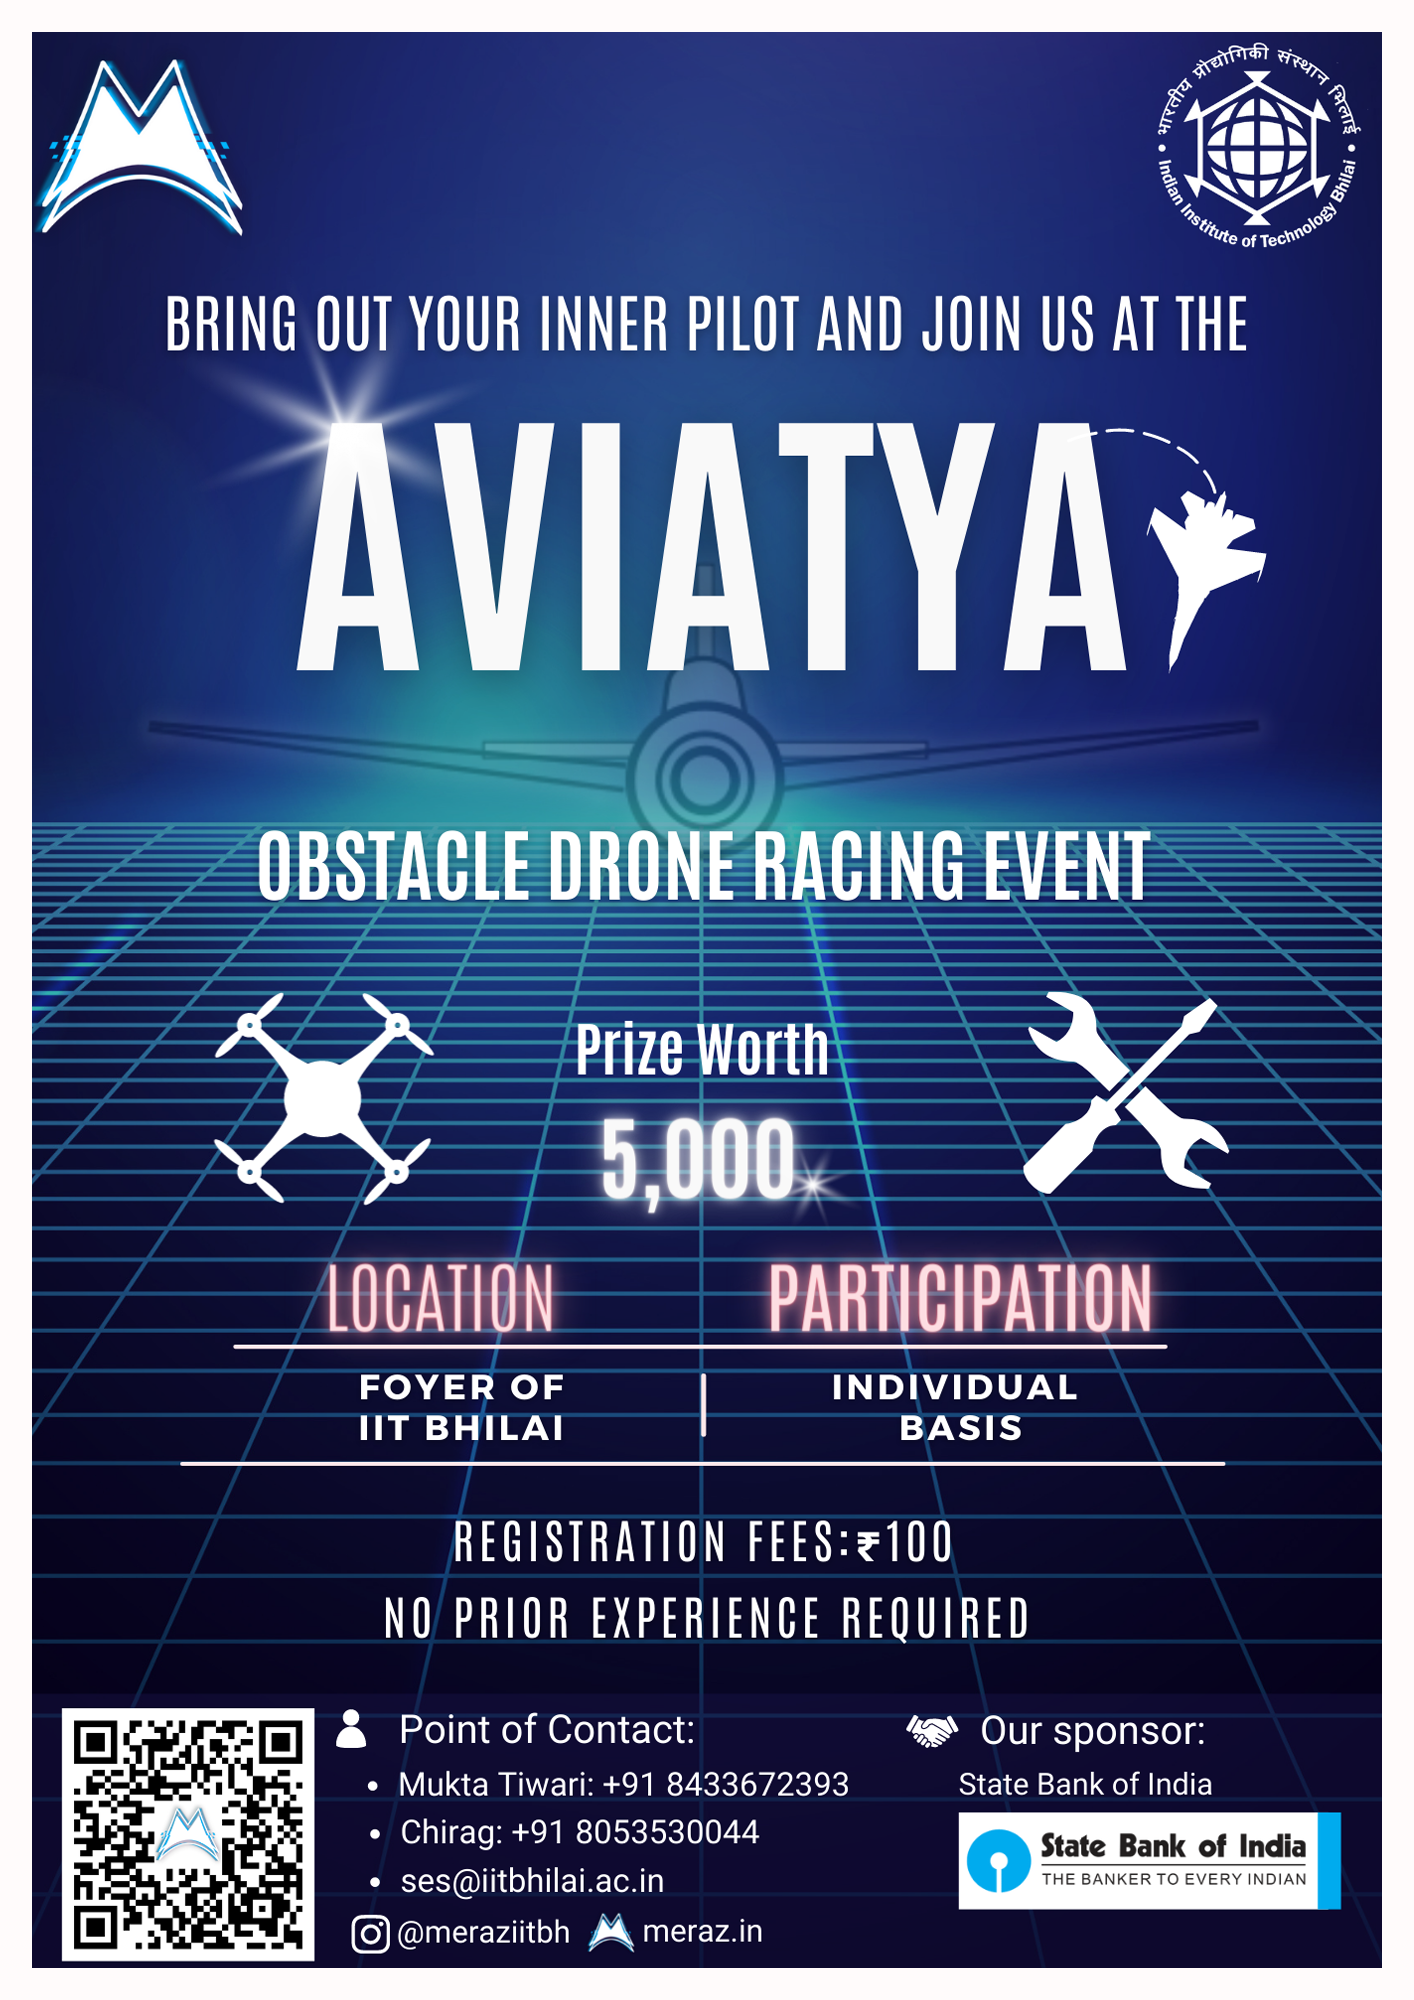 भारतीय प्रौद्योगिकी संस्थान भिलाई
Indian Institute of Technology Bhilai
BRING OUT YOUR INNER PILOT AND JOIN US AT THE
AVIATYA
OBSTACLE DRONE RACING EVENT
Prize Worth
5,000
LOCATION
PARTICIPATION
FOYER OF
IIT BHILAI
INDIVIDUAL
BASIS
REGISTRATION FEES:₹100
NO PRIOR EXPERIENCE REQUIRED
Point of Contact:
• Mukta Tiwari: +91 8433672393
• Chirag: +91 8053530044
• ses@iitbhilai.ac.in
@meraziitbh meraz.in
Our sponsor:
State Bank of India
State Bank of India
THE BANKER TO EVERY INDIAN